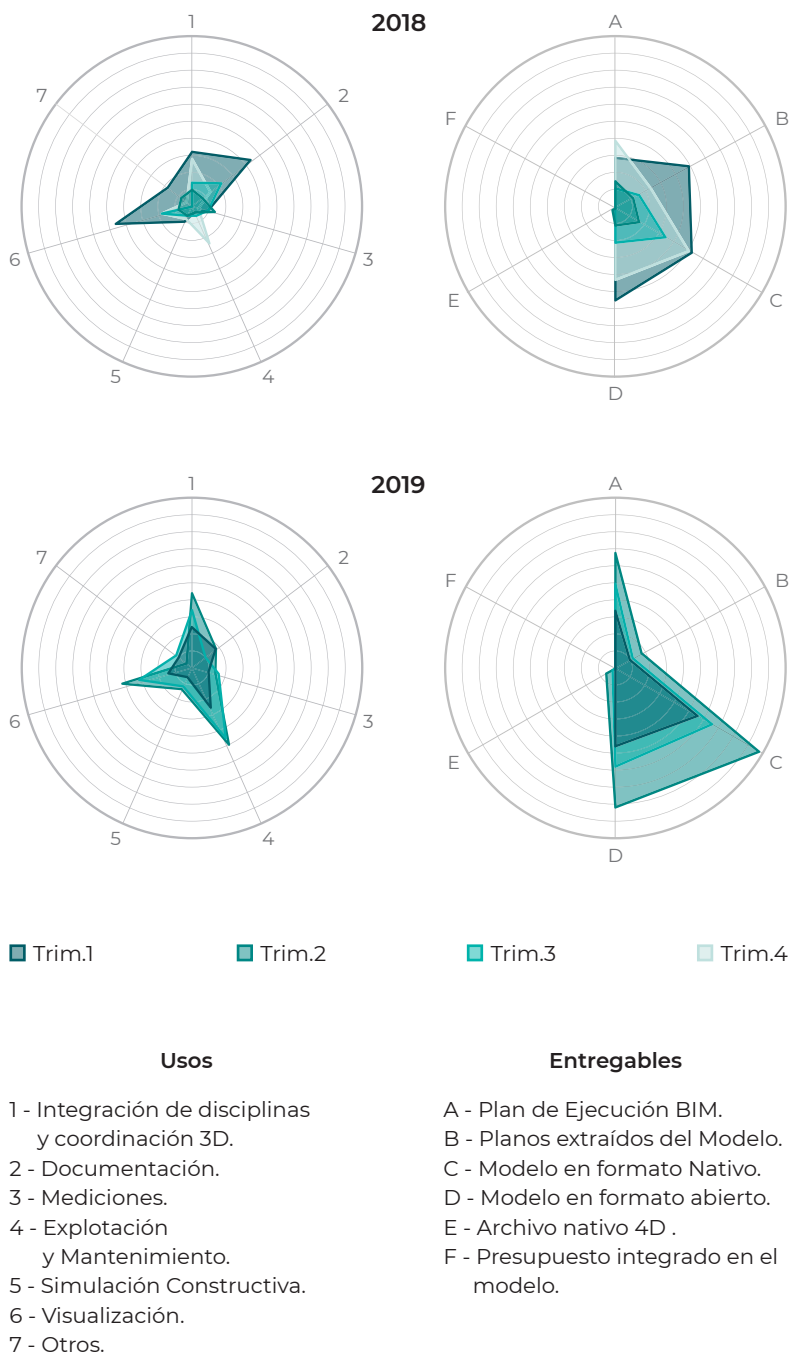 2018
1
2
3
4
5
6
7
A
B
C
D
E
F
2019
1
2
3
4
5
6
7
A
B
C
D
E
F
Trim.1
Trim.2
Trim.3
Trim.4
Usos
1 - Integración de disciplinas
y coordinación 3D.
2 - Documentación.
3 - Mediciones.
4 - Explotación
y Mantenimiento.
5 - Simulación Constructiva.
6 - Visualización.
7 - Otros.
Entregables
A - Plan de Ejecución BIM.
B - Planos extraídos del Modelo.
C - Modelo en formato Nativo.
D - Modelo en formato abierto.
E - Archivo nativo 4D .
F - Presupuesto integrado en el
modelo.